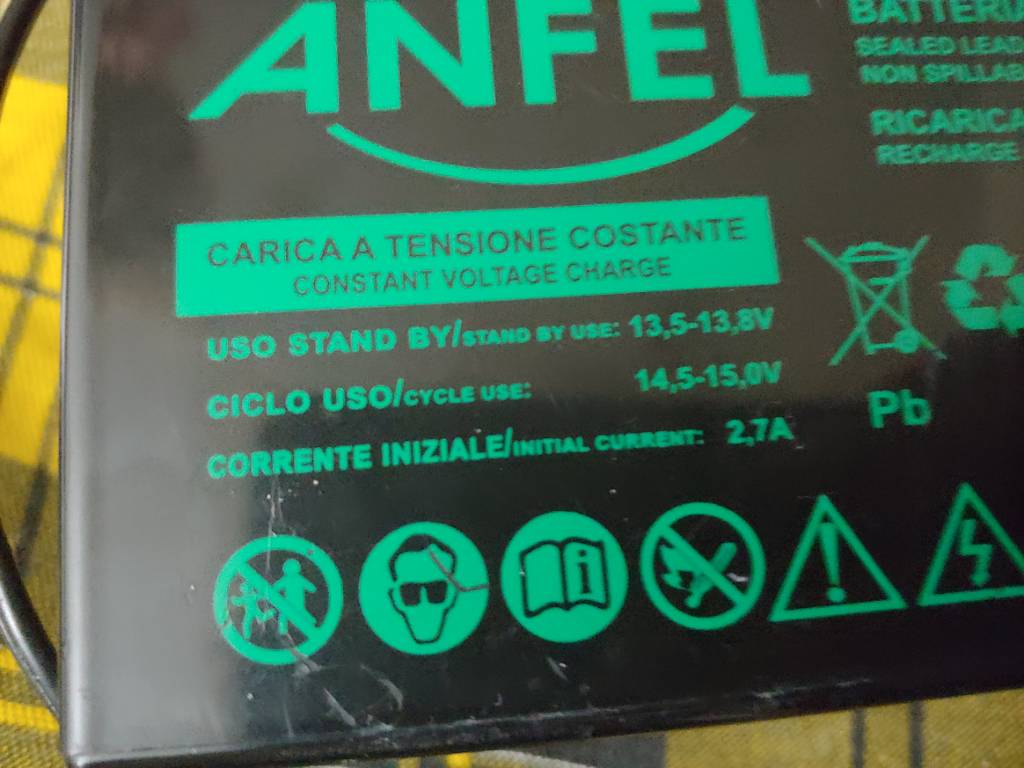 ANFEL
BATTERIA
SEALED LEAD
NON SPILLAB
RICARICA
RECHARGE
CARICA A TENSIONE COSTANTE
CONSTANT VOLTAGE CHARGE
USO STAND BY/STAND BY USE: 13,5-13,8V
CICLO USO/CYCLE USE: 14,5-15,0V
CORRENTE INIZIALE/INITIAL CURRENT: 2,7A
Pb